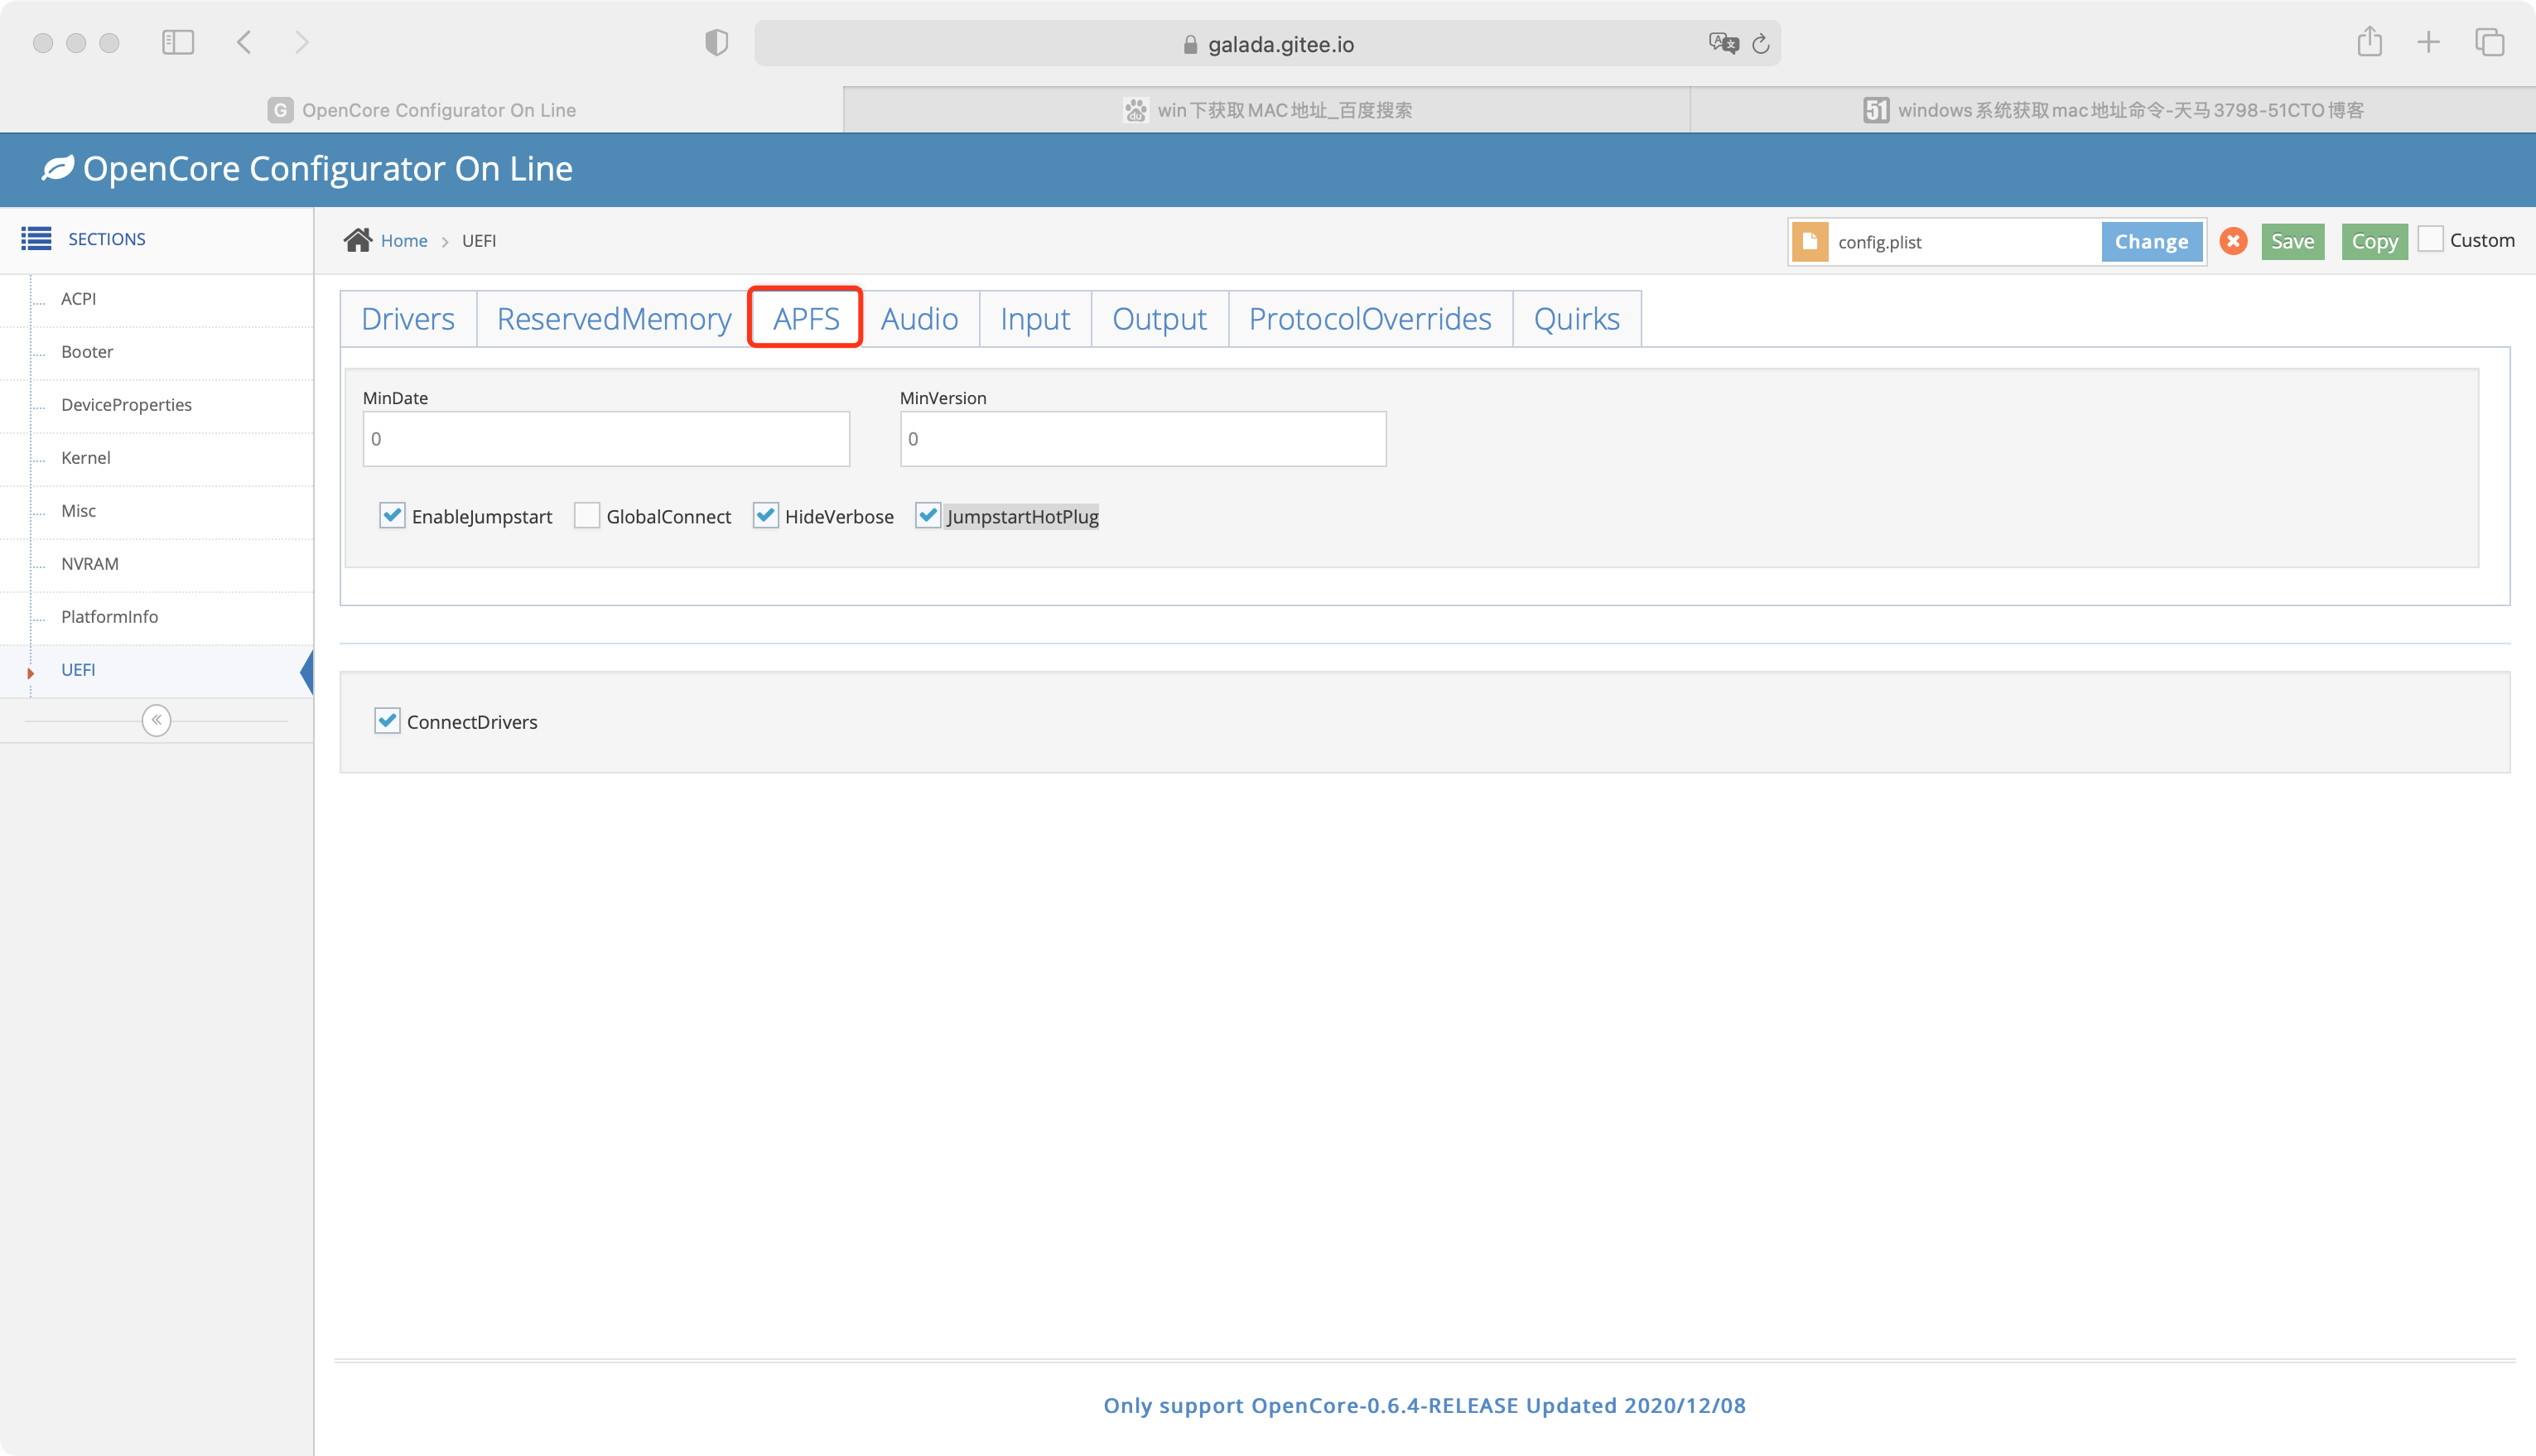 galada.gitee.io
G OpenCore Configurator On Line
win下获取MAC地址_百度搜索
51 windows系统获取mac地址命令-天马3798-51CTO博客
OpenCore Configurator On Line
SECTIONS
Home > UEFI
config.plist
Change
Save
Copy
Custom
ACPI
Booter
DeviceProperties
Kernel
Misc
NVRAM
PlatformInfo
UEFI
Drivers
ReservedMemory
APFS
Audio
Input
Output
ProtocolOverrides
Quirks
MinDate
MinVersion
0
0
EnableJumpstart
GlobalConnect
HideVerbose
JumpstartHotPlug
ConnectDrivers
Only support OpenCore-0.6.4-RELEASE Updated 2020/12/08